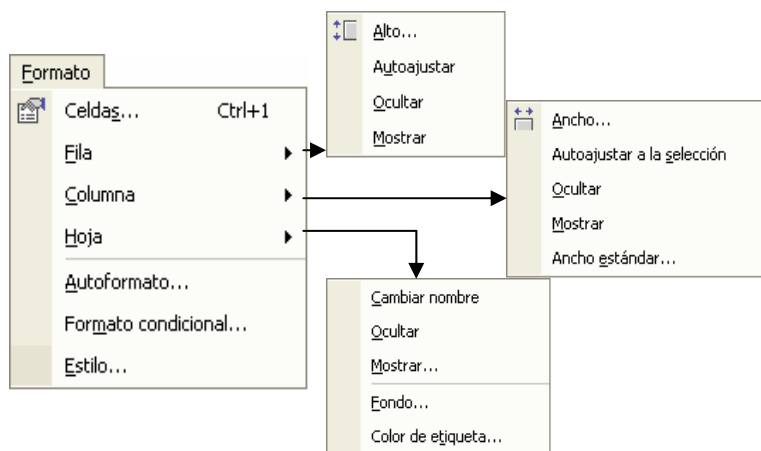 Formato
Celdas... Ctrl+1
Fila
Columna
Hoja
Autoformato...
Formato condicional...
Estilo...
Alto...
Autoajustar
Ocultar
Mostrar
Ancho...
Autoajustar a la selección
Ocultar
Mostrar
Ancho estándar...
Cambiar nombre
Ocultar
Mostrar...
Fondo...
Color de etiqueta...